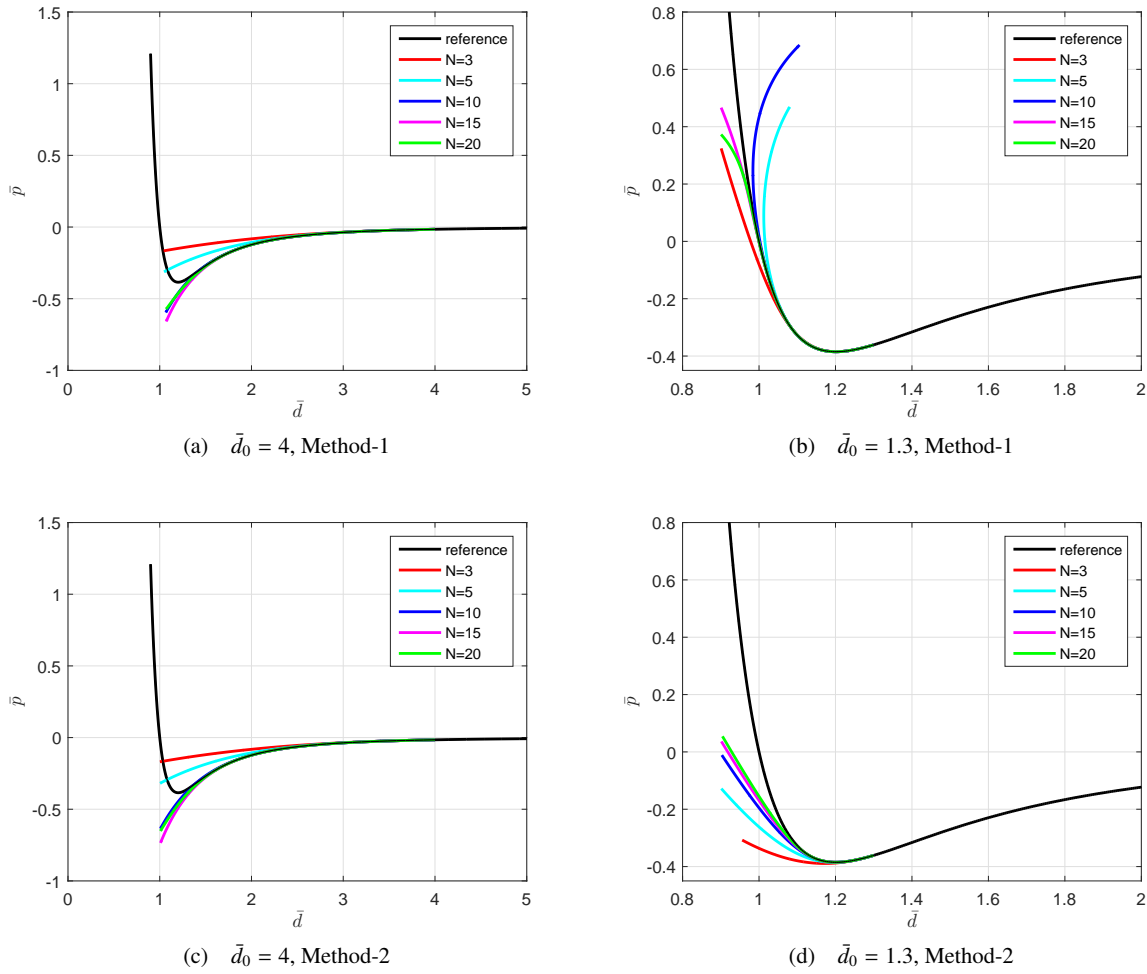 1.5
1
0.5
0
-0.5
-1
p̄
0 1 2 3 4 5
d̄
reference
N=3
N=5
N=10
N=15
N=20
(a) d̄₀ = 4, Method-1
0.8
0.6
0.4
0.2
0
-0.2
-0.4
p̄
0.8 1 1.2 1.4 1.6 1.8 2
d̄
reference
N=3
N=5
N=10
N=15
N=20
(b) d̄₀ = 1.3, Method-1
1.5
1
0.5
0
-0.5
-1
p̄
0 1 2 3 4 5
d̄
reference
N=3
N=5
N=10
N=15
N=20
(c) d̄₀ = 4, Method-2
0.8
0.6
0.4
0.2
0
-0.2
-0.4
p̄
0.8 1 1.2 1.4 1.6 1.8 2
d̄
reference
N=3
N=5
N=10
N=15
N=20
(d) d̄₀ = 1.3, Method-2